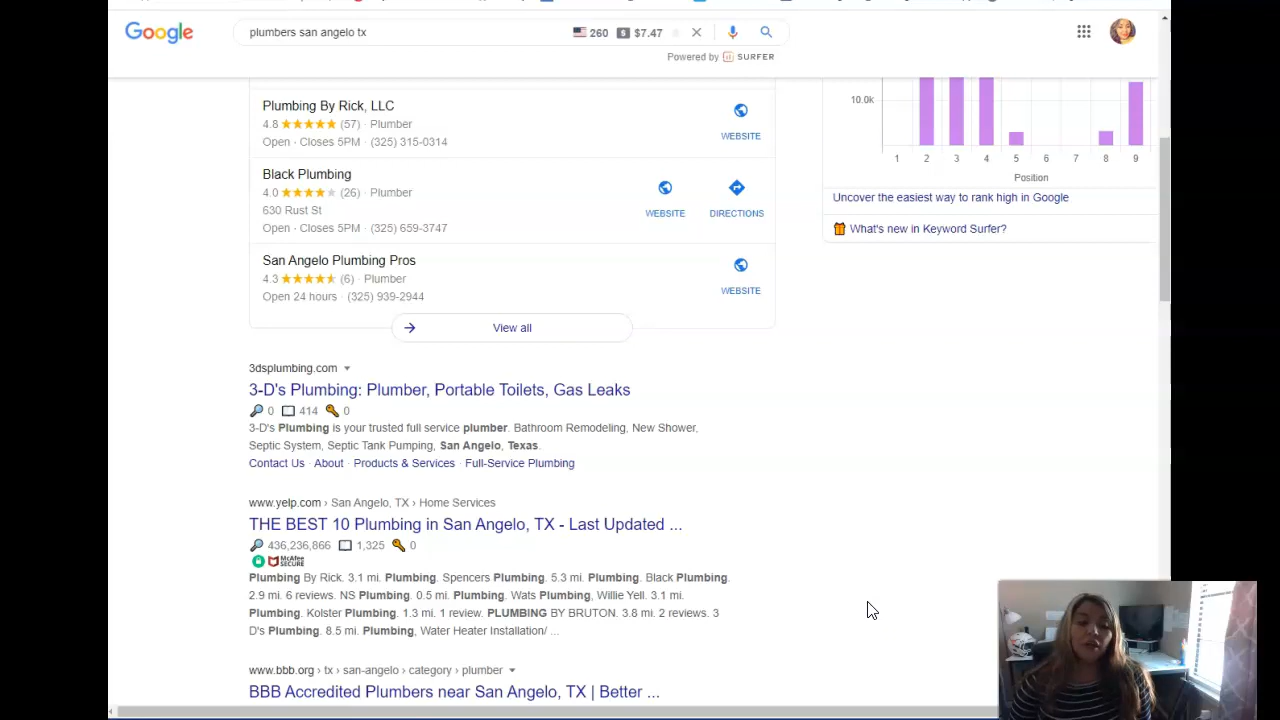 Google
plumbers san angelo tx
260 $ $7.47
Powered by SURFER
Plumbing By Rick, LLC
4.8 (57) · Plumber
Open · Closes 5PM · (325) 315-0314
WEBSITE
Black Plumbing
4.0 (26) · Plumber
630 Rust St
Open · Closes 5PM · (325) 659-3747
WEBSITE
DIRECTIONS
San Angelo Plumbing Pros
4.3 (6) · Plumber
Open 24 hours · (325) 939-2944
WEBSITE
View all
10.0k
1 2 3 4 5 6 7 8 9
Position
Uncover the easiest way to rank high in Google
What's new in Keyword Surfer?
3dsplumbing.com
3-D's Plumbing: Plumber, Portable Toilets, Gas Leaks
0 414 0
3-D's Plumbing is your trusted full service plumber. Bathroom Remodeling, New Shower,
Septic System, Septic Tank Pumping, San Angelo, Texas.
Contact Us · About · Products & Services · Full-Service Plumbing
www.yelp.com › San Angelo, TX › Home Services
THE BEST 10 Plumbing in San Angelo, TX - Last Updated ...
436,236,866 1,325 0
McAfee
SECURE
Plumbing By Rick. 3.1 mi. Plumbing. Spencers Plumbing. 5.3 mi. Plumbing. Black Plumbing.
2.9 mi. 6 reviews. NS Plumbing. 0.5 mi. Plumbing. Wats Plumbing, Willie Yell. 3.1 mi.
Plumbing. Kolster Plumbing. 1.3 mi. 1 review. PLUMBING BY BRUTON. 3.8 mi. 2 reviews. 3
D's Plumbing. 8.5 mi. Plumbing, Water Heater Installation/ ...
www.bbb.org › tx › san-angelo › category › plumber
BBB Accredited Plumbers near San Angelo, TX | Better ...